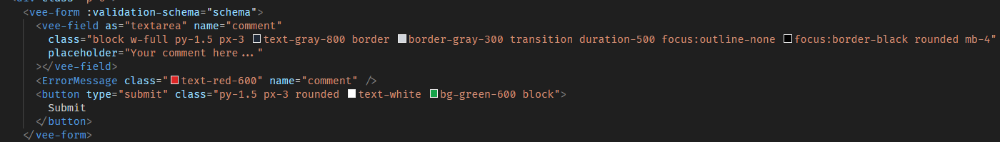 <vee-form :validation-schema="schema">
<vee-field as="textarea" name="comment"
class="block w-full py-1.5 px-3 text-gray-800 border border-gray-300 transition duration-500 focus:outline-none focus:border-black rounded mb-4"
placeholder="Your comment here..."
></vee-field>
<ErrorMessage class="text-red-600" name="comment" />
<button type="submit" class="py-1.5 px-3 rounded text-white bg-green-600 block">
Submit
</button>
</vee-form>